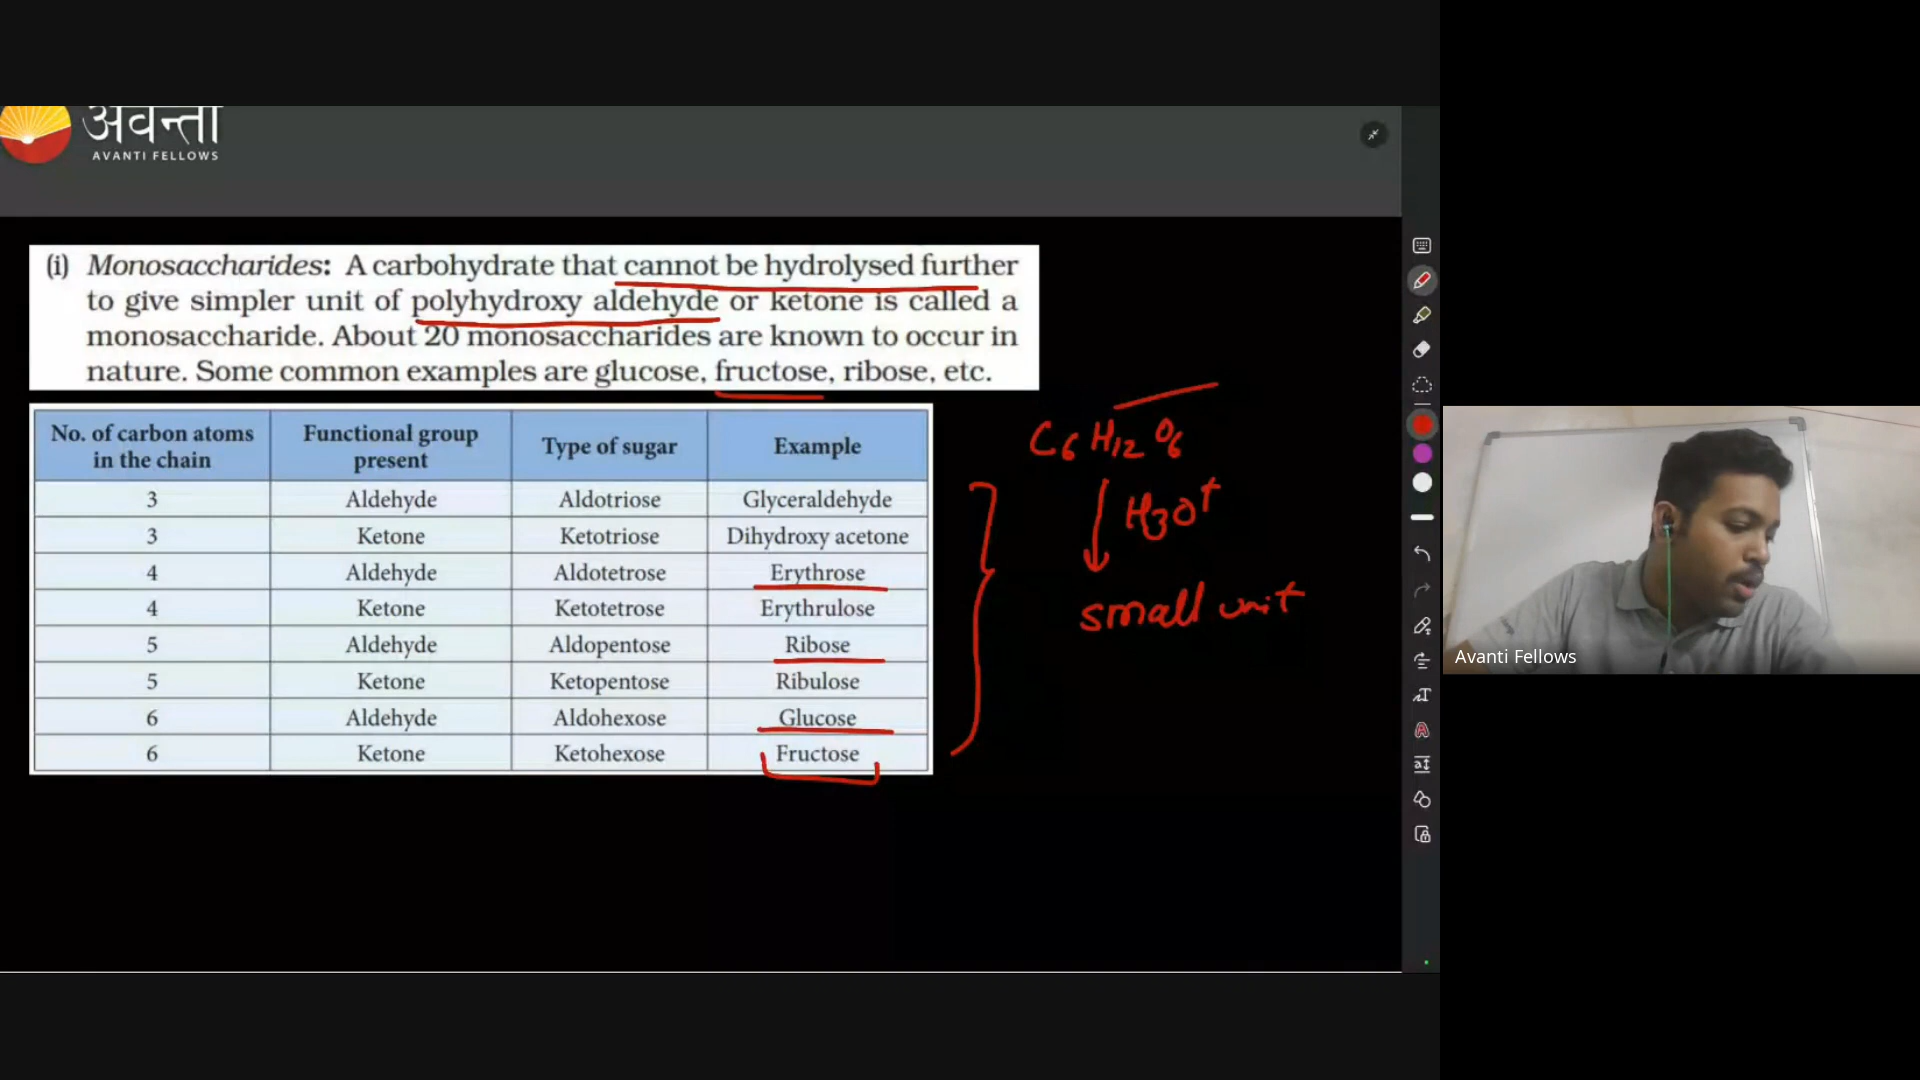 अवन्ती
AVANTI FELLOWS
(i) Monosaccharides: A carbohydrate that cannot be hydrolysed further
to give simpler unit of polyhydroxy aldehyde or ketone is called a
monosaccharide. About 20 monosaccharides are known to occur in
nature. Some common examples are glucose, fructose, ribose, etc.
No. of carbon atoms in the chain | Functional group present | Type of sugar | Example
3 | Aldehyde | Aldotriose | Glyceraldehyde
3 | Ketone | Ketotriose | Dihydroxy acetone
4 | Aldehyde | Aldotetrose | Erythrose
4 | Ketone | Ketotetrose | Erythrulose
5 | Aldehyde | Aldopentose | Ribose
5 | Ketone | Ketopentose | Ribulose
6 | Aldehyde | Aldohexose | Glucose
6 | Ketone | Ketohexose | Fructose
C6 H12 O6
H3O+
small unit
Avanti Fellows